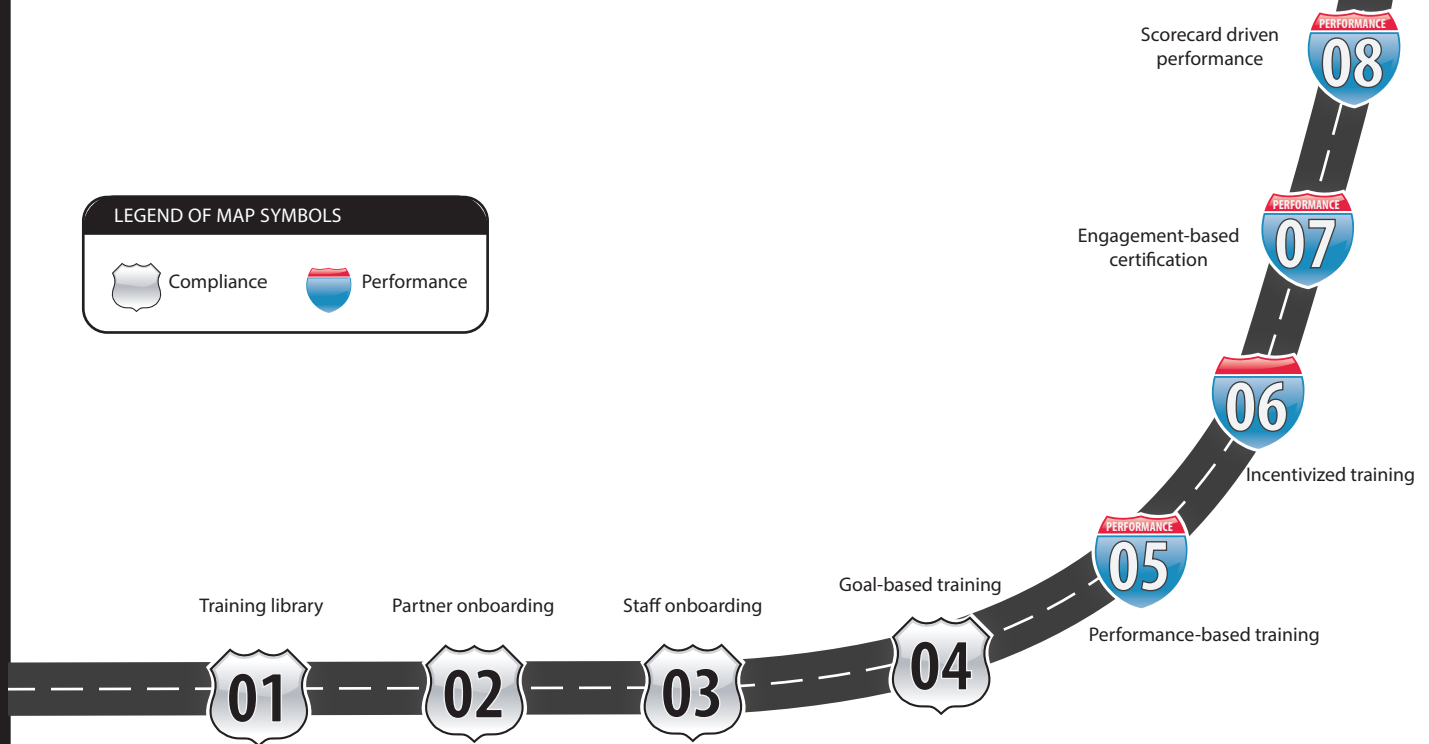 PERFORMANCE
08
Scorecard driven
performance
LEGEND OF MAP SYMBOLS
Compliance
Performance
PERFORMANCE
07
Engagement-based
certification
06
Incentivized training
PERFORMANCE
05
Performance-based training
Goal-based training
04
Training library
Partner onboarding
Staff onboarding
01
02
03